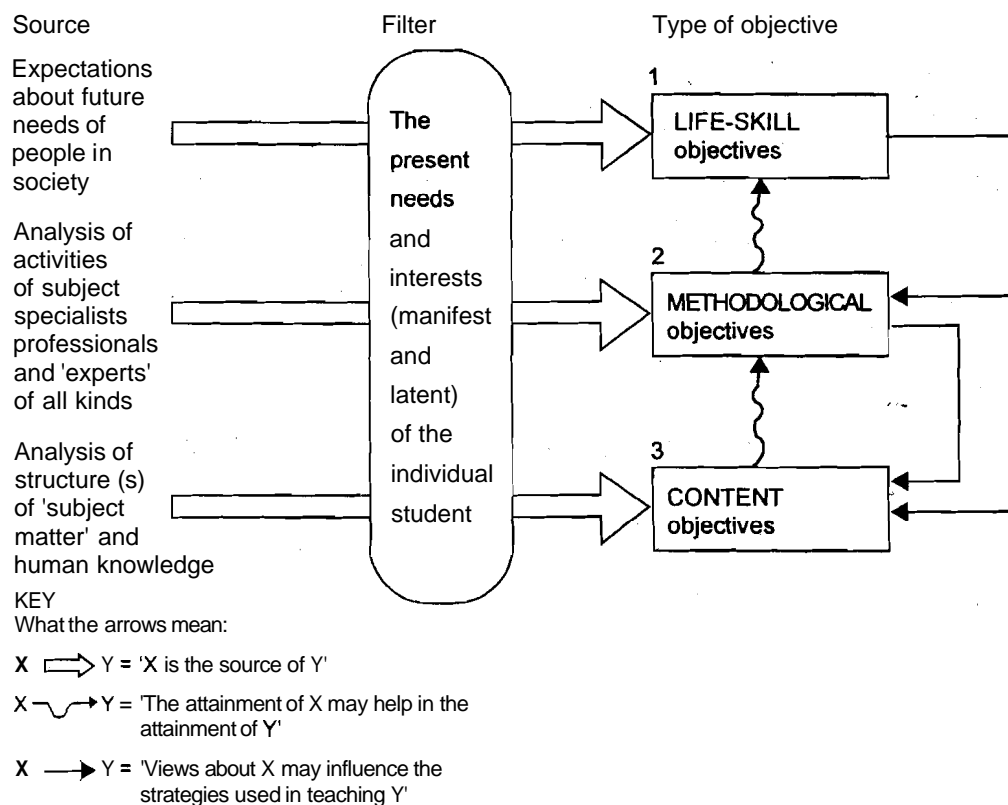 Source
Filter
Type of objective
Expectations
about future
needs of
people in
society
The
present
needs
and
interests
(manifest
and
latent)
of the
individual
student
1
LIFE-SKILL
objectives
Analysis of
activities
of subject
specialists
professionals
and 'experts'
of all kinds
2
METHODOLOGICAL
objectives
Analysis of
structure (s)
of 'subject
matter' and
human knowledge
3
CONTENT
objectives
KEY
What the arrows mean:
X Y = 'X is the source of Y'
X Y = 'The attainment of X may help in the
attainment of Y'
X Y = 'Views about X may influence the
strategies used in teaching Y'